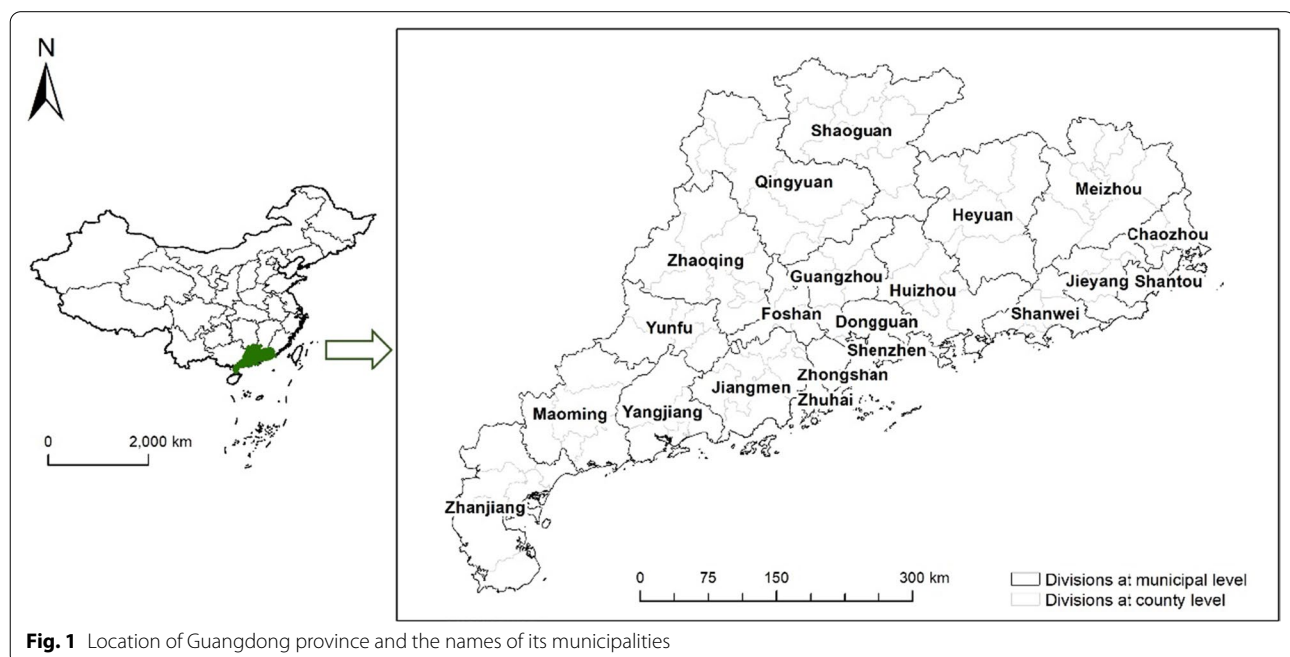 N
0 2,000 km
Shaoguan
Qingyuan
Meizhou
Heyuan
Chaozhou
Zhaoqing
Guangzhou
Jieyang Shantou
Huizhou
Foshan
Dongguan
Shanwei
Yunfu
Shenzhen
Zhongshan
Jiangmen
Zhuhai
Maoming
Yangjiang
Zhanjiang
0 75 150 300 km
Divisions at municipal level
Divisions at county level
Fig. 1 Location of Guangdong province and the names of its municipalities